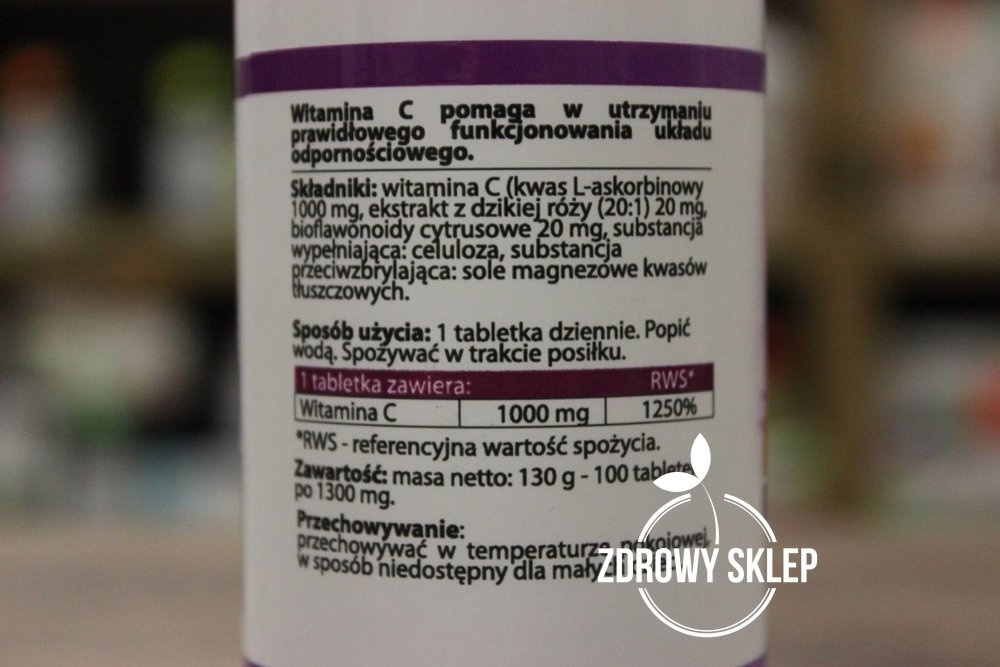 Witamina C pomaga w utrzymaniu
prawidłowego funkcjonowania układu
odpornościowego.
Składniki: witamina C (kwas L-askorbinowy
1000 mg, ekstrakt z dzikiej róży (20:1) 20 mg,
bioflawonoidy cytrusowe 20 mg, substancja
wypełniająca: celuloza, substancja
przeciwzbrylająca: sole magnezowe kwasów
tłuszczowych.
Sposób użycia: 1 tabletka dziennie. Popić
wodą. Spożywać w trakcie posiłku.
1 tabletka zawiera: RWS*
Witamina C 1000 mg 1250%
*RWS - referencyjna wartość spożycia.
Zawartość: masa netto: 130 g - 100
po 1300 mg.
Przechowywanie:
przechowywać w temperaturze pokojowej,
w sposób niedostępny dla małych
ZDROWY SKLEP